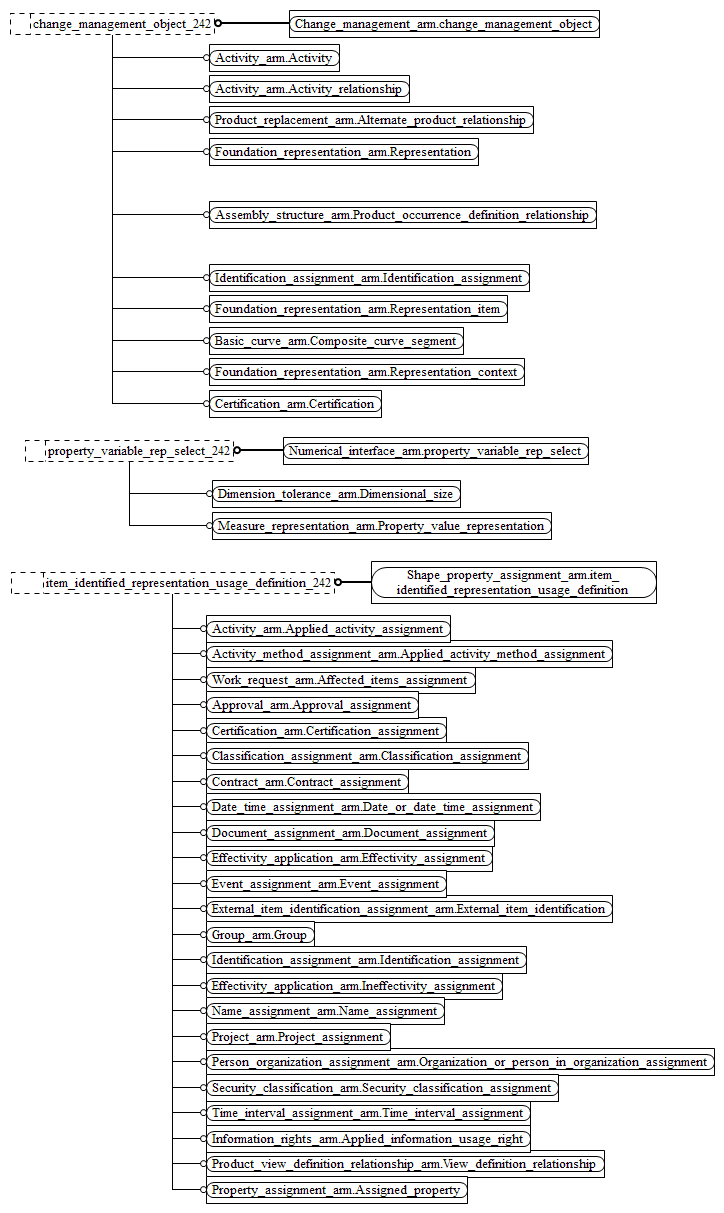 change_management_object_242
Change_management_arm.change_management_object
Activity_arm.Activity
Activity_arm.Activity_relationship
Product_replacement_arm.Alternate_product_relationship
Foundation_representation_arm.Representation
Assembly_structure_arm.Product_occurrence_definition_relationship
Identification_assignment_arm.Identification_assignment
Foundation_representation_arm.Representation_item
Basic_curve_arm.Composite_curve_segment
Foundation_representation_arm.Representation_context
Certification_arm.Certification
property_variable_rep_select_242
Numerical_interface_arm.property_variable_rep_select
Dimension_tolerance_arm.Dimensional_size
Measure_representation_arm.Property_value_representation
item_identified_representation_usage_definition_242
Shape_property_assignment_arm.item_
identified_representation_usage_definition
Activity_arm.Applied_activity_assignment
Activity_method_assignment_arm.Applied_activity_method_assignment
Work_request_arm.Affected_items_assignment
Approval_arm.Approval_assignment
Certification_arm.Certification_assignment
Classification_assignment_arm.Classification_assignment
Contract_arm.Contract_assignment
Date_time_assignment_arm.Date_or_date_time_assignment
Document_assignment_arm.Document_assignment
Effectivity_application_arm.Effectivity_assignment
Event_assignment_arm.Event_assignment
External_item_identification_assignment_arm.External_item_identification
Group_arm.Group
Identification_assignment_arm.Identification_assignment
Effectivity_application_arm.Ineffectivity_assignment
Name_assignment_arm.Name_assignment
Project_arm.Project_assignment
Person_organization_assignment_arm.Organization_or_person_in_organization_assignment
Security_classification_arm.Security_classification_assignment
Time_interval_assignment_arm.Time_interval_assignment
Information_rights_arm.Applied_information_usage_right
Product_view_definition_relationship_arm.View_definition_relationship
Property_assignment_arm.Assigned_property